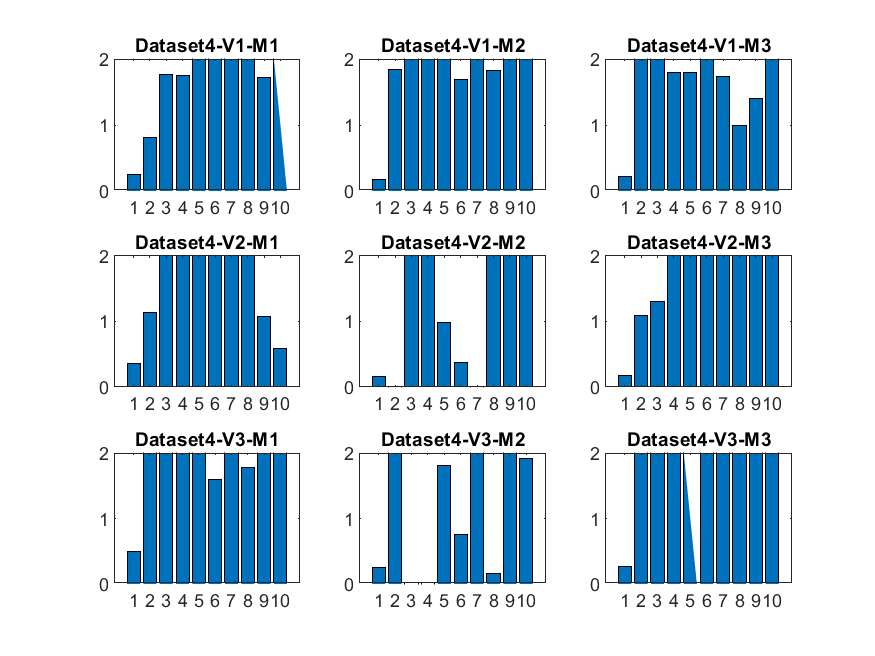 Dataset4-V1-M1 Dataset4-V1-M2 Dataset4-V1-M3
2 2 2
1 1 1
0 0 0
1 2 3 4 5 6 7 8 9 10 1 2 3 4 5 6 7 8 9 10 1 2 3 4 5 6 7 8 9 10
Dataset4-V2-M1 Dataset4-V2-M2 Dataset4-V2-M3
2 2 2
1 1 1
0 0 0
1 2 3 4 5 6 7 8 9 10 1 2 3 4 5 6 7 8 9 10 1 2 3 4 5 6 7 8 9 10
Dataset4-V3-M1 Dataset4-V3-M2 Dataset4-V3-M3
2 2 2
1 1 1
0 0 0
1 2 3 4 5 6 7 8 9 10 1 2 3 4 5 6 7 8 9 10 1 2 3 4 5 6 7 8 9 10